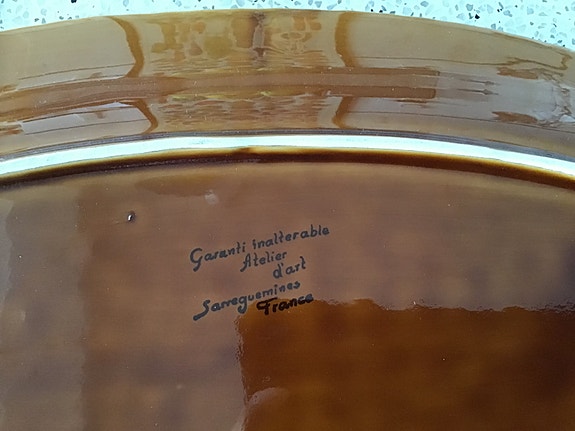 Garanti inalterable
Atelier
d'art
Sarreguemines
France